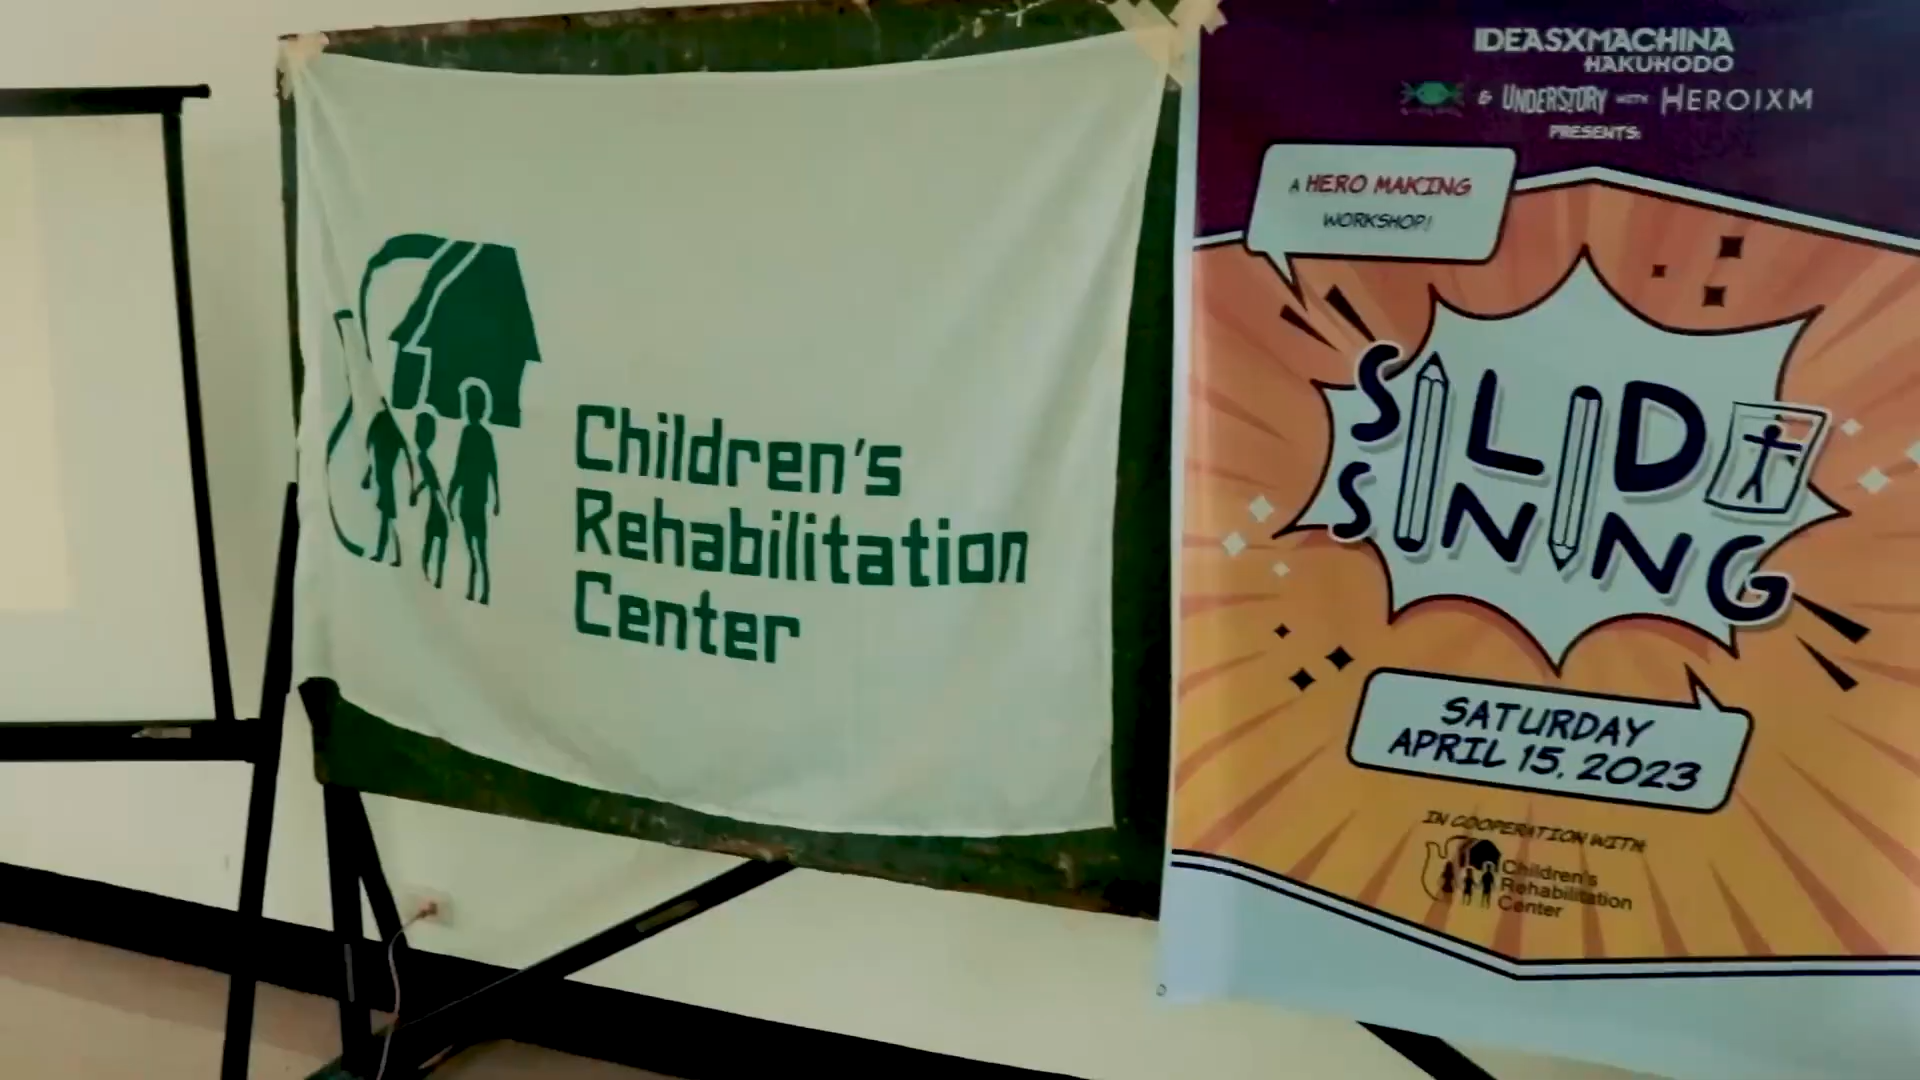 Children's
Rehabilitation
Center
IDEASXMACHINA
HAKUHODO
& UNDERSTORY WITH HEROIXM
PRESENTS:
A HERO MAKING
WORKSHOP!
SILID
SINING
SATURDAY
APRIL 15, 2023
IN COOPERATION WITH
Children's
Rehabilitation
Center